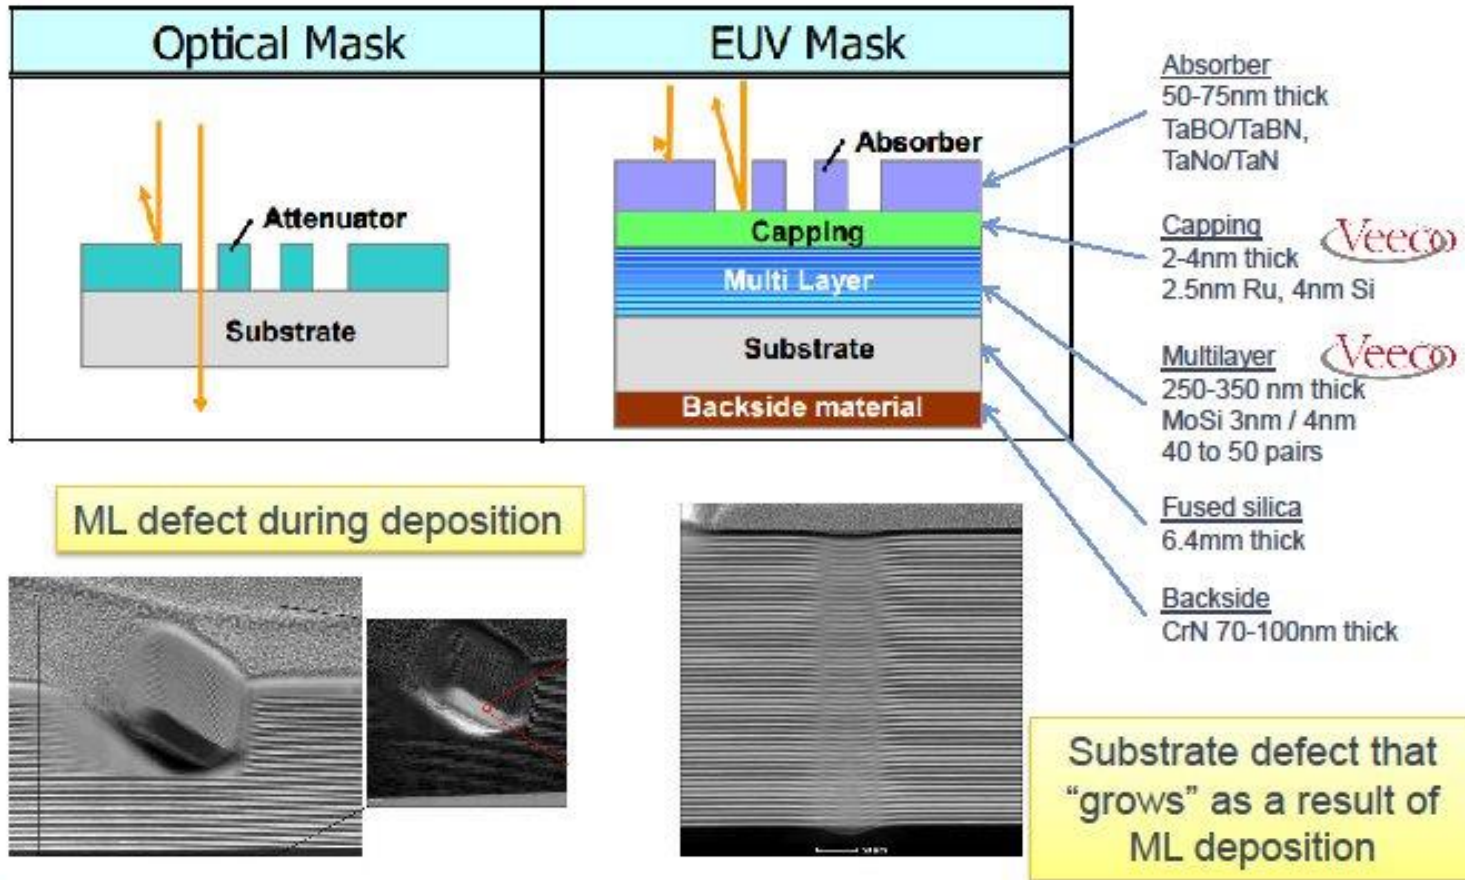 Optical Mask
EUV Mask
Attenuator
Substrate
Absorber
Capping
Multi Layer
Substrate
Backside material
Absorber
50-75nm thick
TaBO/TaBN,
TaNo/TaN
Capping
Veeco
2-4nm thick
2.5nm Ru, 4nm Si
Multilayer
Veeco
250-350 nm thick
MoSi 3nm / 4nm
40 to 50 pairs
Fused silica
6.4mm thick
Backside
CrN 70-100nm thick
ML defect during deposition
Substrate defect that
“grows” as a result of
ML deposition